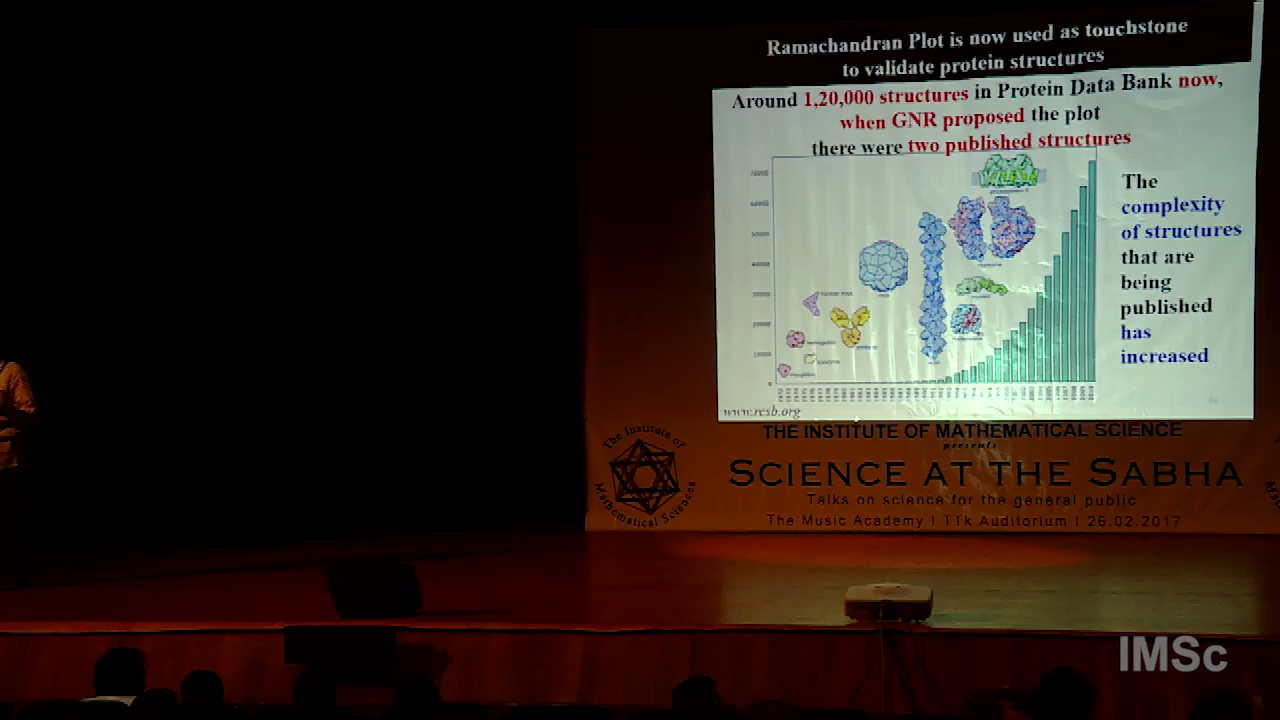 Ramachandran Plot is now used as touchstone
to validate protein structures
Around 1,20,000 structures in Protein Data Bank now,
when GNR proposed the plot
there were two published structures
The
complexity
of structures
that are
being
published
has
increased
www.rcsb.org
THE INSTITUTE OF MATHEMATICAL SCIENCE
presents
SCIENCE AT THE SABHA
Talks on science for the general public
The Music Academy | TTk Auditorium | 26.02.2017
The Institute of
Mathematical Sciences
IMSc